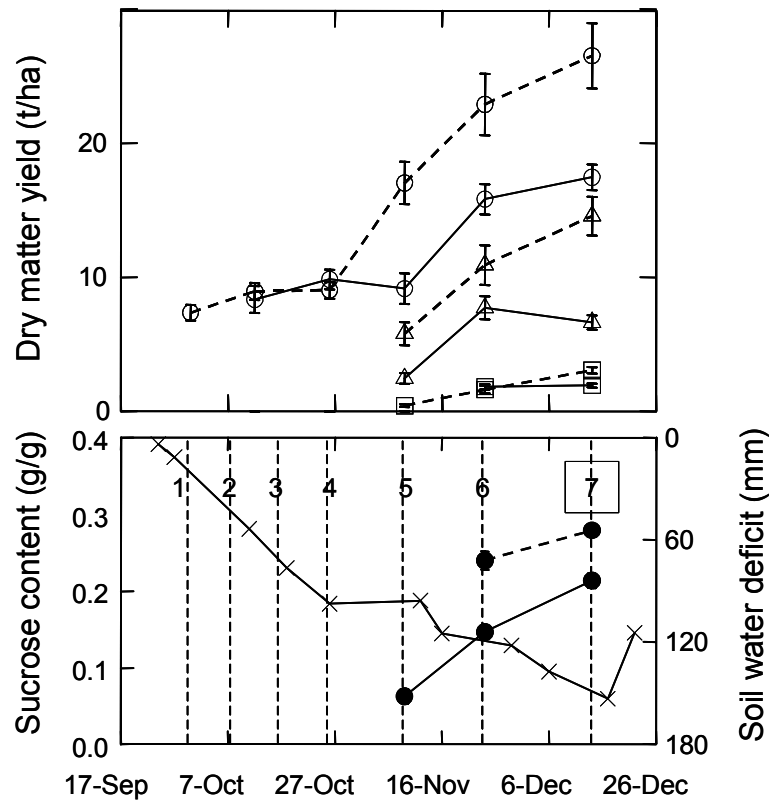 Dry matter yield (t/ha)
20
10
0
Sucrose content (g/g)
0.4
0.3
0.2
0.1
0.0
1 2 3 4 5 6 7
0
60
120
180
Soil water deficit (mm)
17-Sep 7-Oct 27-Oct 16-Nov 6-Dec 26-Dec